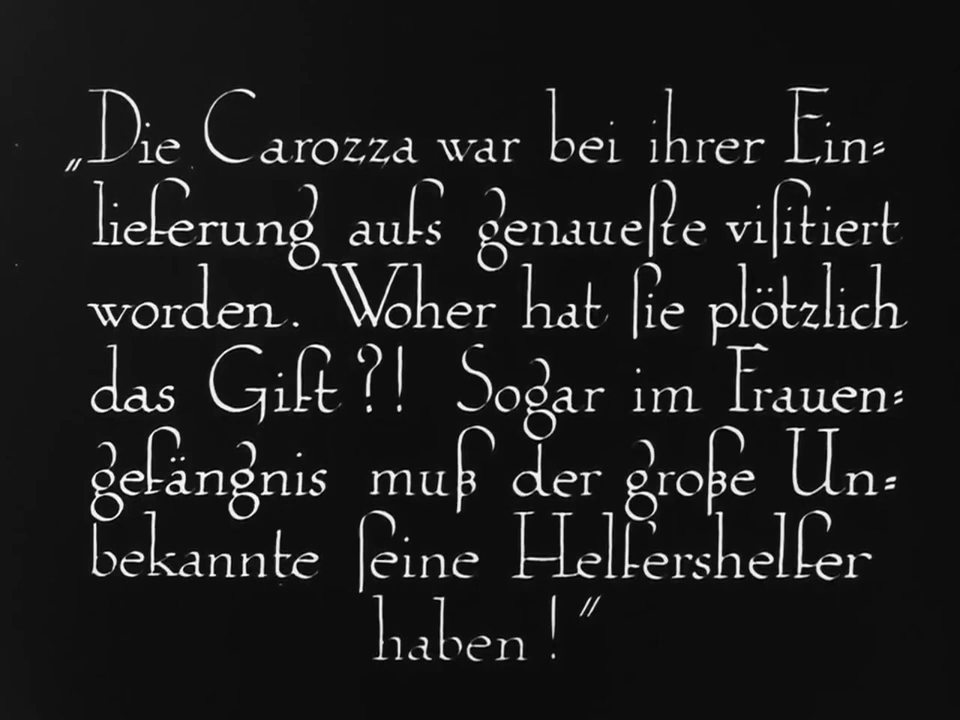 „Die Carozza war bei ihrer Ein=
lieferung aufs genaueſte viſitiert
worden. Woher hat ſie plötzlich
das Gift?! Sogar im Frauen=
gefängnis muß der große Un=
bekannte ſeine Helfershelfer
haben!“